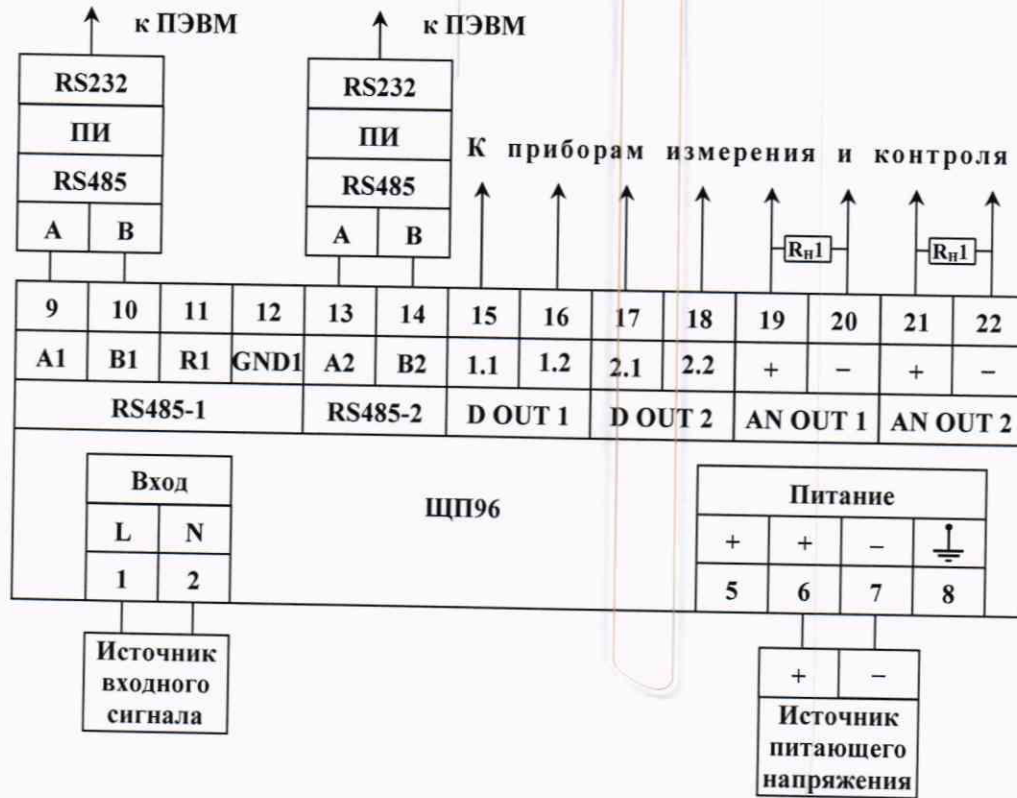 к ПЭВМ к ПЭВМ
RS232 RS232
ПИ ПИ
К приборам измерения и контроля
RS485 RS485
A B A B
Rн1 Rн1
9 10 11 12 13 14 15 16 17 18 19 20 21 22
A1 B1 R1 GND1 A2 B2 1.1 1.2 2.1 2.2 + − + −
RS485-1 RS485-2 D OUT 1 D OUT 2 AN OUT 1 AN OUT 2
Вход ЩП96 Питание
L N + + −
1 2 5 6 7 8
Источник
входного
сигнала
+ −
Источник
питающего
напряжения